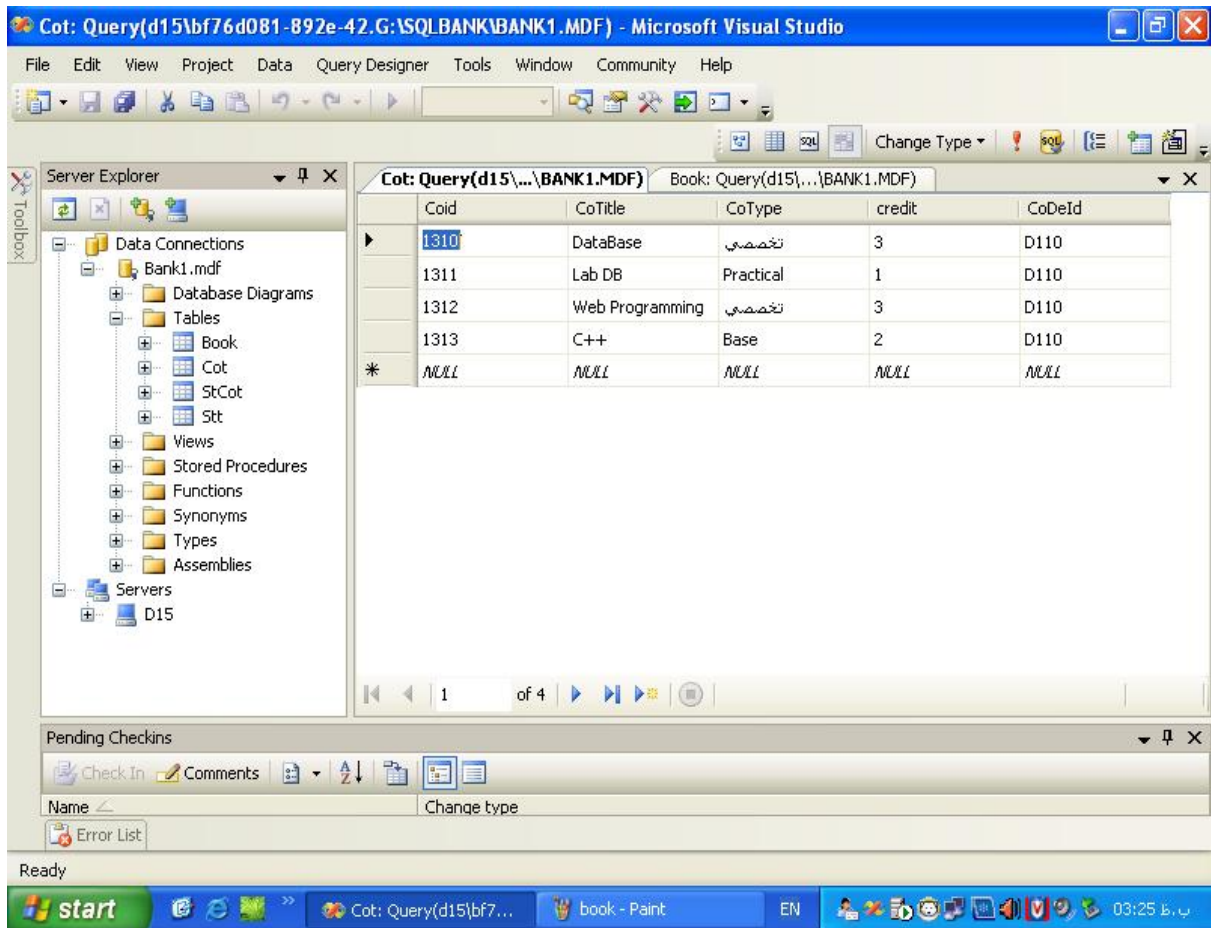 Cot: Query(d15\bf76d081-892e-42.G:\SQLBANK\BANK1.MDF) - Microsoft Visual Studio
File Edit View Project Data Query Designer Tools Window Community Help
SQL Change Type SQL
Toolbox
Server Explorer
Data Connections
Bank1.mdf
Database Diagrams
Tables
Book
Cot
StCot
Stt
Views
Stored Procedures
Functions
Synonyms
Types
Assemblies
Servers
D15
Cot: Query(d15\...\BANK1.MDF) Book: Query(d15\...\BANK1.MDF)
Coid CoTitle CoType credit CoDeId
1310 DataBase تخصصي 3 D110
1311 Lab DB Practical 1 D110
1312 Web Programming تخصصي 3 D110
1313 C++ Base 2 D110
NULL NULL NULL NULL NULL
1 of 4
Pending Checkins
Check In Comments
Name Change type
Error List
Ready
start Cot: Query(d15\bf7... book - Paint EN 03:25 ب.ظ